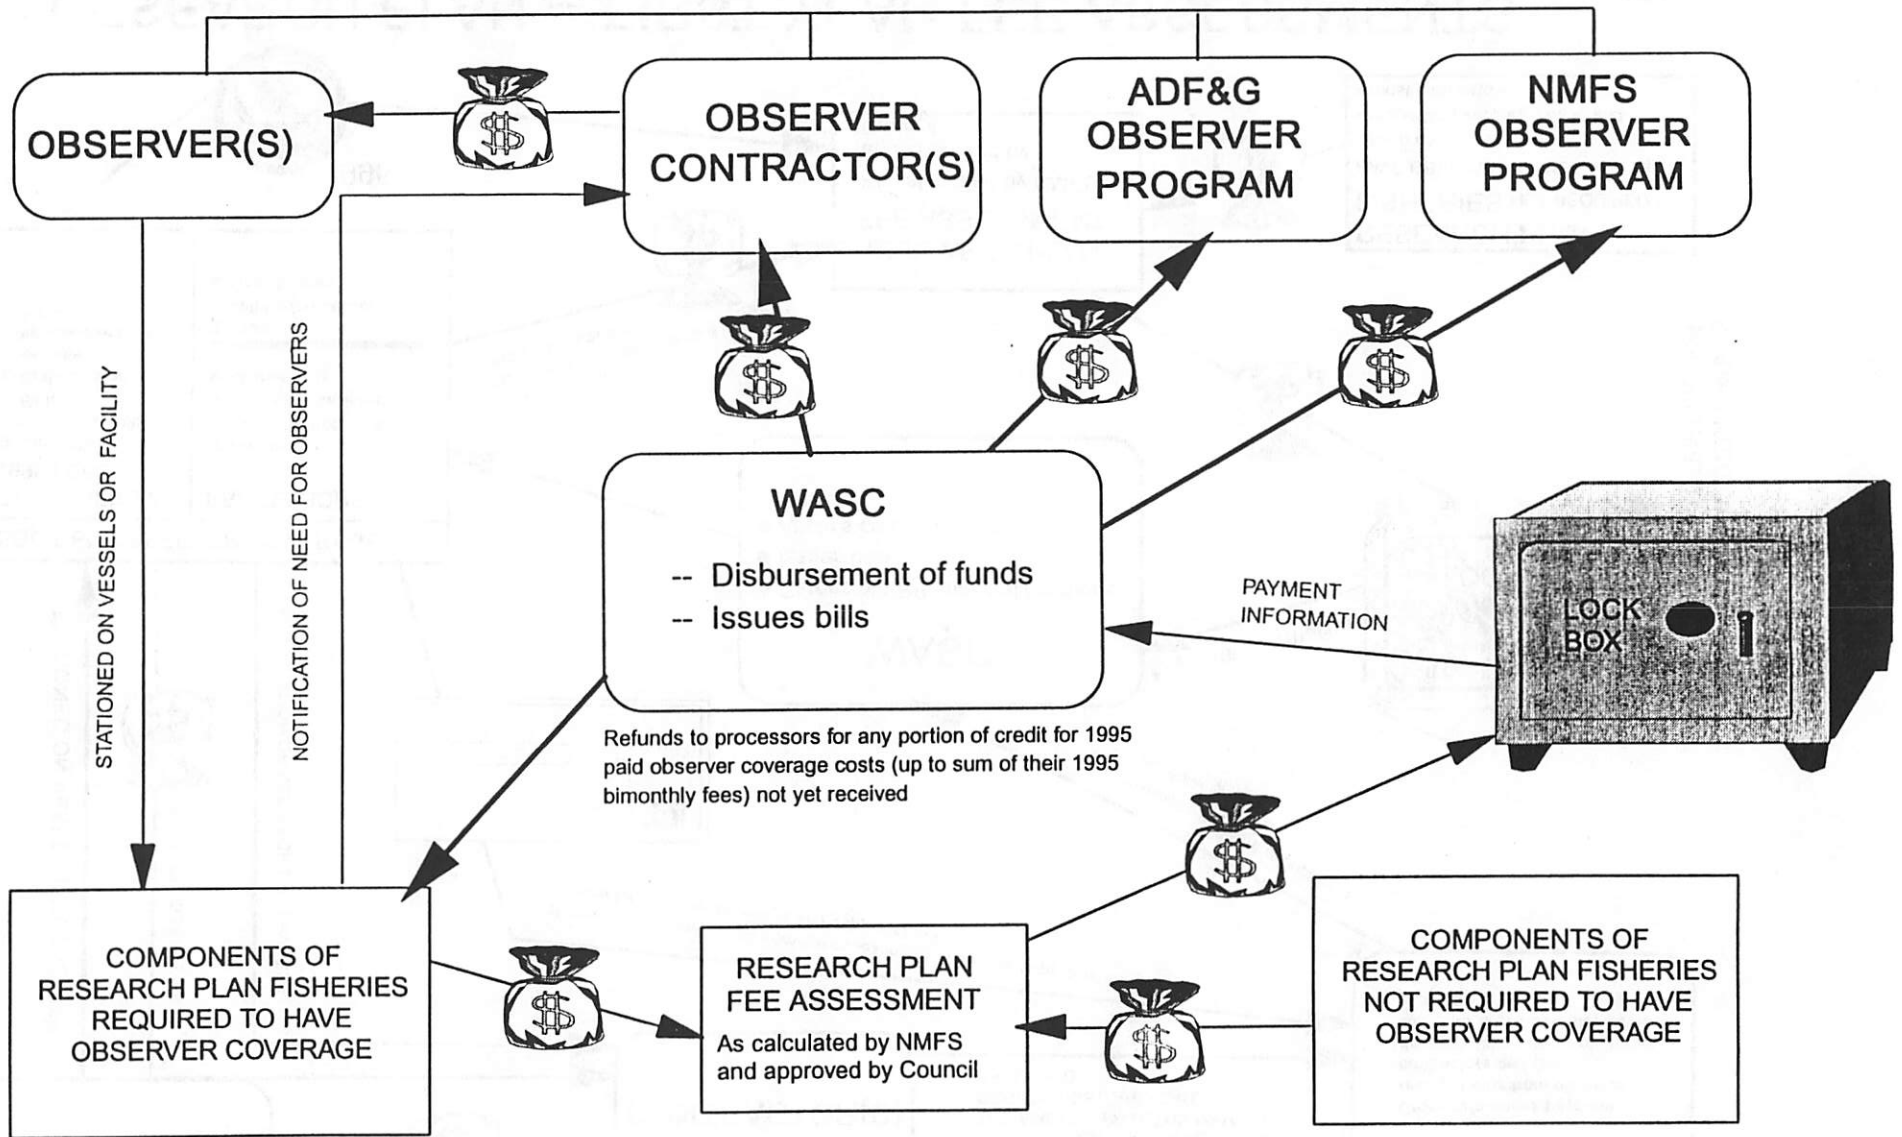 OBSERVER(S)
$
OBSERVER
CONTRACTOR(S)
ADF&G
OBSERVER
PROGRAM
NMFS
OBSERVER
PROGRAM
STATIONED ON VESSELS OR FACILITY
NOTIFICATION OF NEED FOR OBSERVERS
$
$
$
WASC
-- Disbursement of funds
-- Issues bills
PAYMENT
INFORMATION
LOCK
BOX
Refunds to processors for any portion of credit for 1995
paid observer coverage costs (up to sum of their 1995
bimonthly fees) not yet received
$
COMPONENTS OF
RESEARCH PLAN FISHERIES
REQUIRED TO HAVE
OBSERVER COVERAGE
$
RESEARCH PLAN
FEE ASSESSMENT
As calculated by NMFS
and approved by Council
$
COMPONENTS OF
RESEARCH PLAN FISHERIES
NOT REQUIRED TO HAVE
OBSERVER COVERAGE